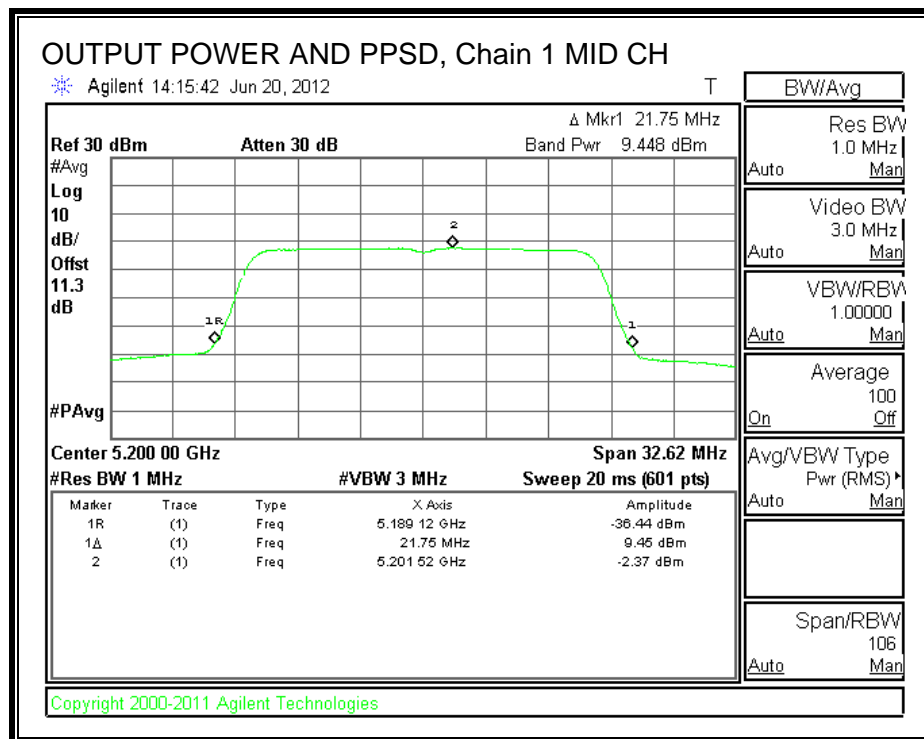 OUTPUT POWER AND PPSD, Chain 1 MID CH
Agilent 14:15:42 Jun 20, 2012 T
Δ Mkr1 21.75 MHz
Ref 30 dBm Atten 30 dB Band Pwr 9.448 dBm
#Avg
Log
10
dB/
Offst
11.3
dB
#PAvg
2
1R
1
Center 5.200 00 GHz Span 32.62 MHz
#Res BW 1 MHz #VBW 3 MHz Sweep 20 ms (601 pts)
Marker Trace Type X Axis Amplitude
1R (1) Freq 5.189 12 GHz -36.44 dBm
1Δ (1) Freq 21.75 MHz 9.45 dBm
2 (1) Freq 5.201 52 GHz -2.37 dBm
Copyright 2000-2011 Agilent Technologies
BW/Avg
Res BW
1.0 MHz
Auto Man
Video BW
3.0 MHz
Auto Man
VBW/RBW
1.00000
Auto Man
Average
100
On Off
Avg/VBW Type
Pwr (RMS)
Auto Man
Span/RBW
106
Auto Man